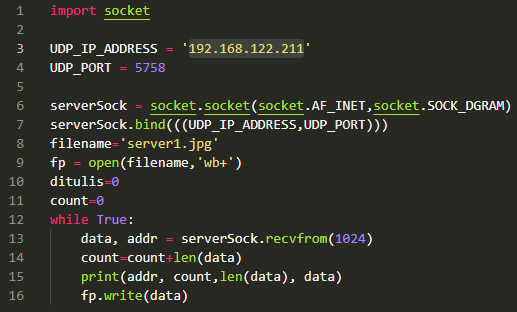 1 import socket
2
3 UDP_IP_ADDRESS = '192.168.122.211'
4 UDP_PORT = 5758
5
6 serverSock = socket.socket(socket.AF_INET,socket.SOCK_DGRAM)
7 serverSock.bind(((UDP_IP_ADDRESS,UDP_PORT)))
8 filename='server1.jpg'
9 fp = open(filename,'wb+')
10 ditulis=0
11 count=0
12 while True:
13     data, addr = serverSock.recvfrom(1024)
14     count=count+len(data)
15     print(addr, count,len(data), data)
16     fp.write(data)